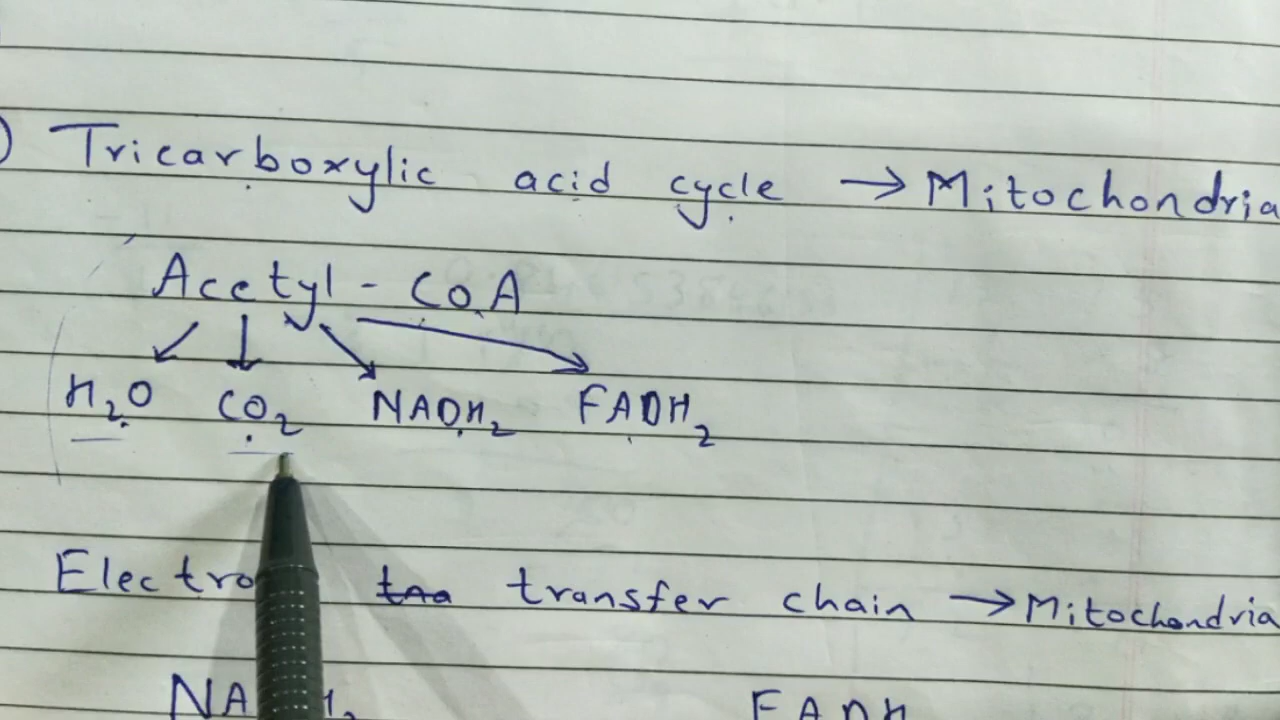 ) Tricarboxylic acid cycle → Mitochondria
Acetyl - CoA
H₂O CO₂ NADH₂ FADH₂
Electro transfer chain → Mitochondria